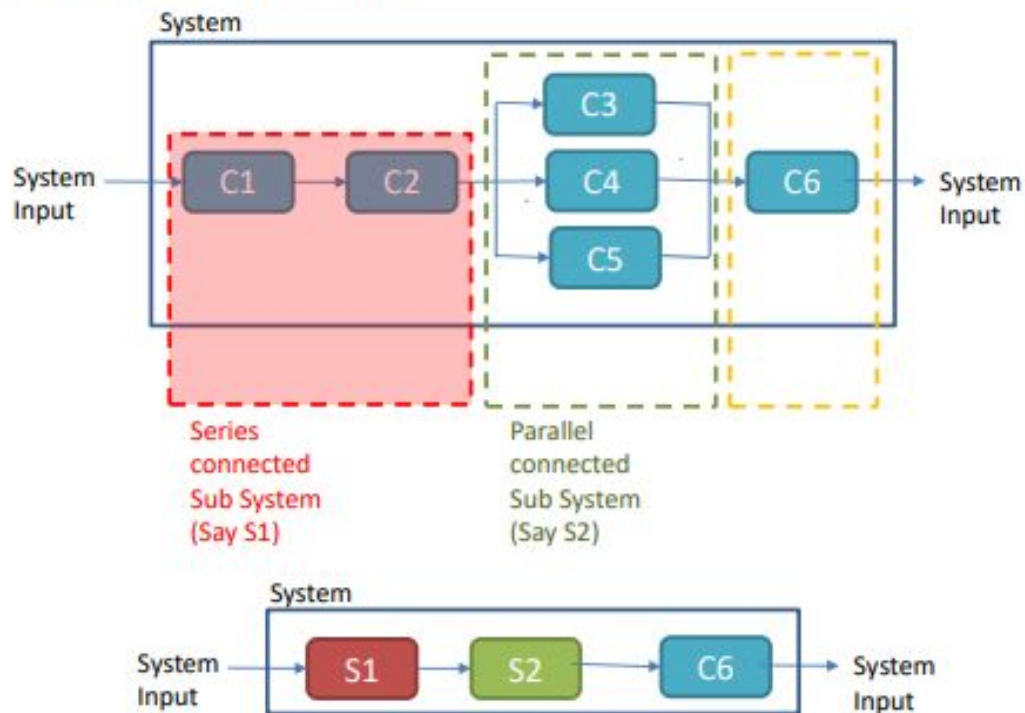 System
C3
System
Input
C1
C2
C4
C6
System
Input
C5
Series
connected
Sub System
(Say S1)
Parallel
connected
Sub System
(Say S2)
System
System
Input
S1
S2
C6
System
Input